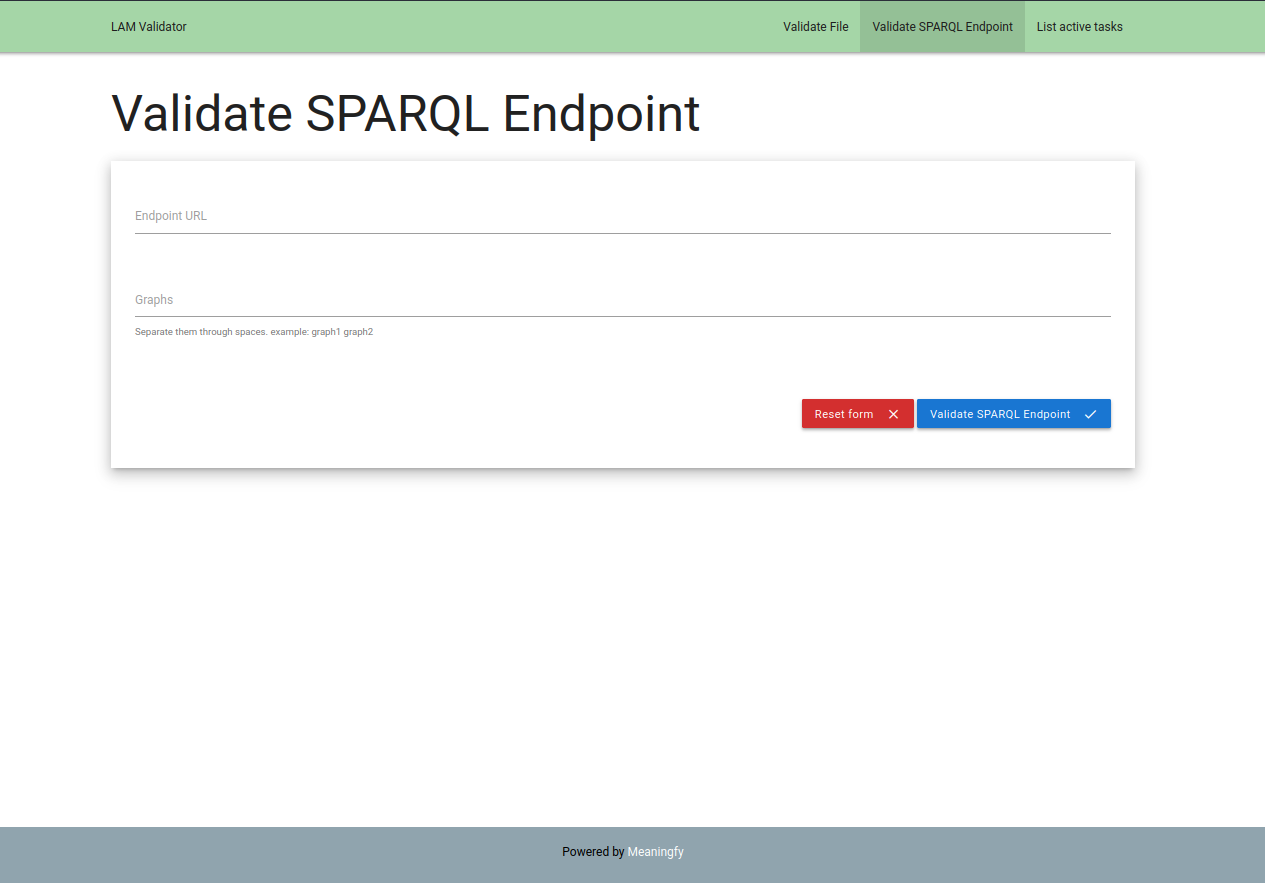 LAM Validator Validate File Validate SPARQL Endpoint List active tasks
Validate SPARQL Endpoint
Endpoint URL
Graphs
Separate them through spaces. example: graph1 graph2
Reset form Validate SPARQL Endpoint
Powered by Meaningfy